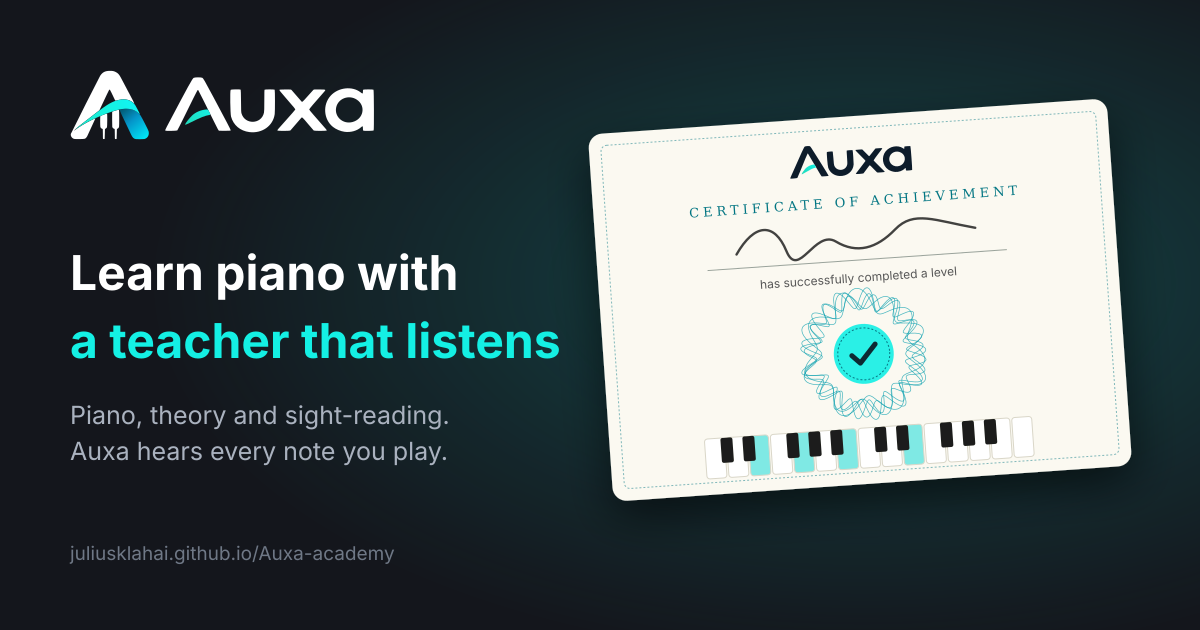 Auxa
Learn piano with
a teacher that listens
Piano, theory and sight-reading.
Auxa hears every note you play.
juliusklahai.github.io/Auxa-academy
Auxa
CERTIFICATE OF ACHIEVEMENT
has successfully completed a level